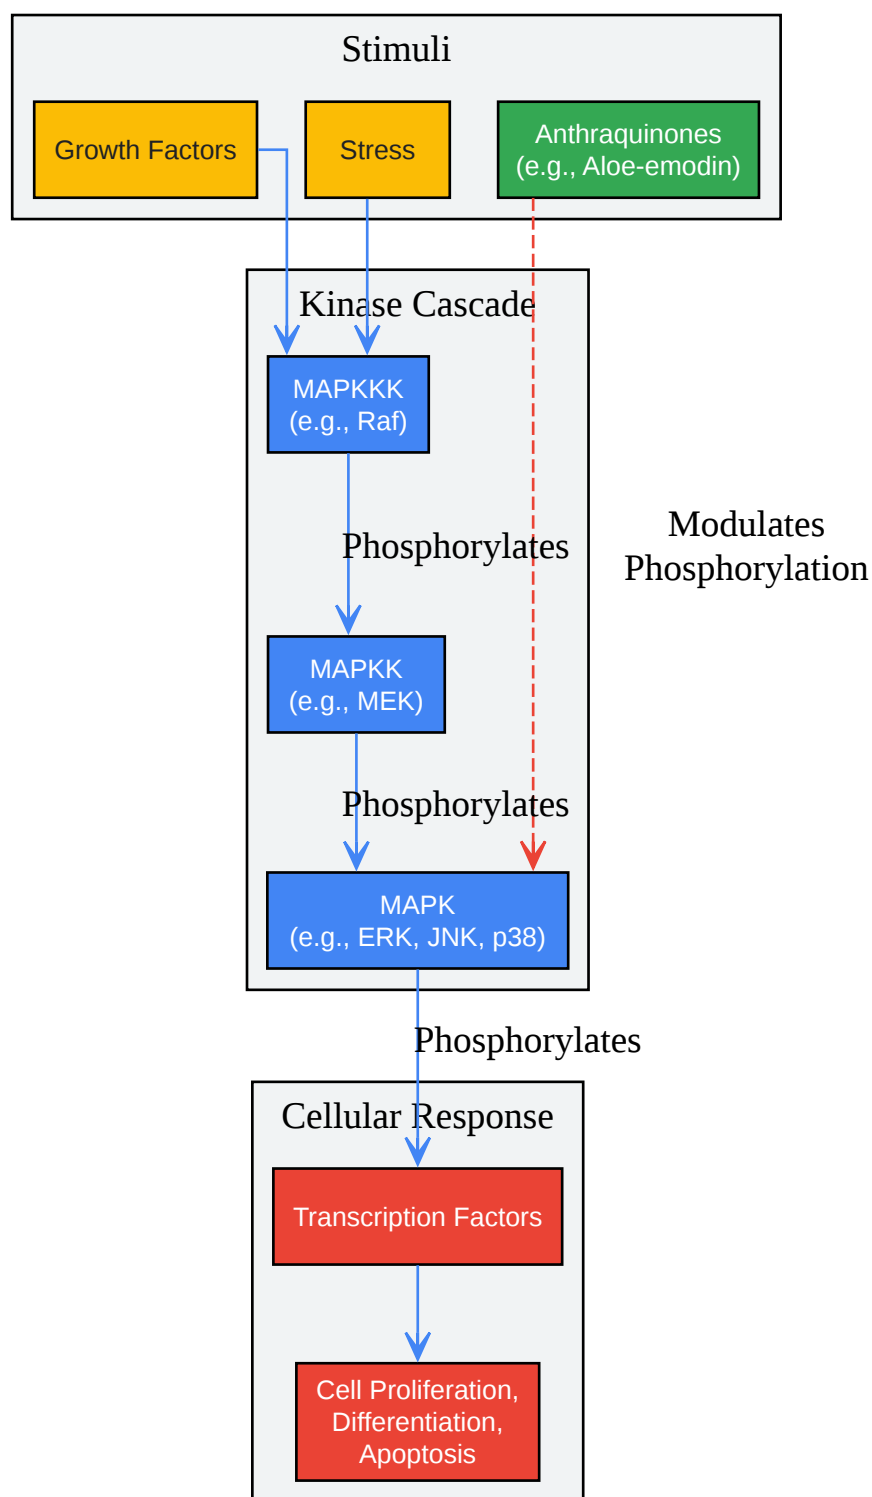 Stimuli
Growth Factors
Stress
Anthraquinones
(e.g., Aloe-emodin)
Kinase Cascade
MAPKKK
(e.g., Raf)
Phosphorylates
Modulates
Phosphorylation
MAPKK
(e.g., MEK)
Phosphorylates
MAPK
(e.g., ERK, JNK, p38)
Phosphorylates
Cellular Response
Transcription Factors
Cell Proliferation,
Differentiation,
Apoptosis